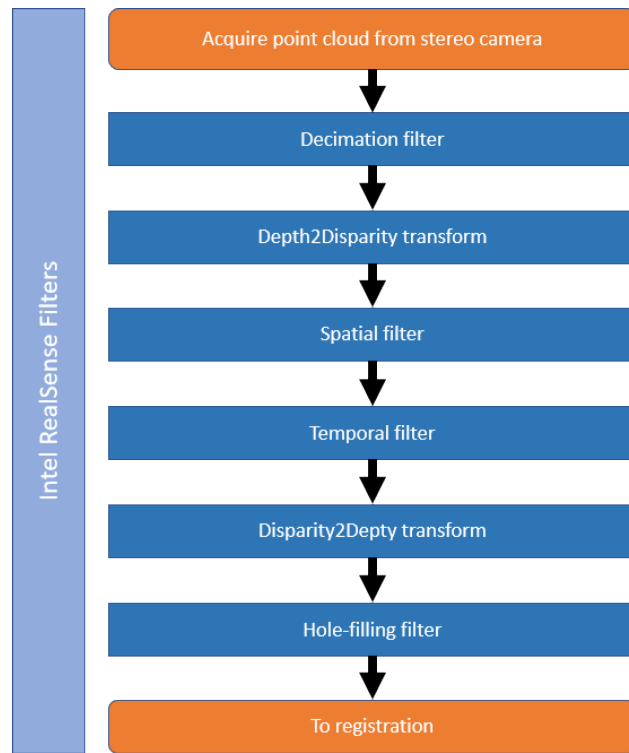 Intel RealSense Filters
Acquire point cloud from stereo camera
Decimation filter
Depth2Disparity transform
Spatial filter
Temporal filter
Disparity2Depty transform
Hole-filling filter
To registration